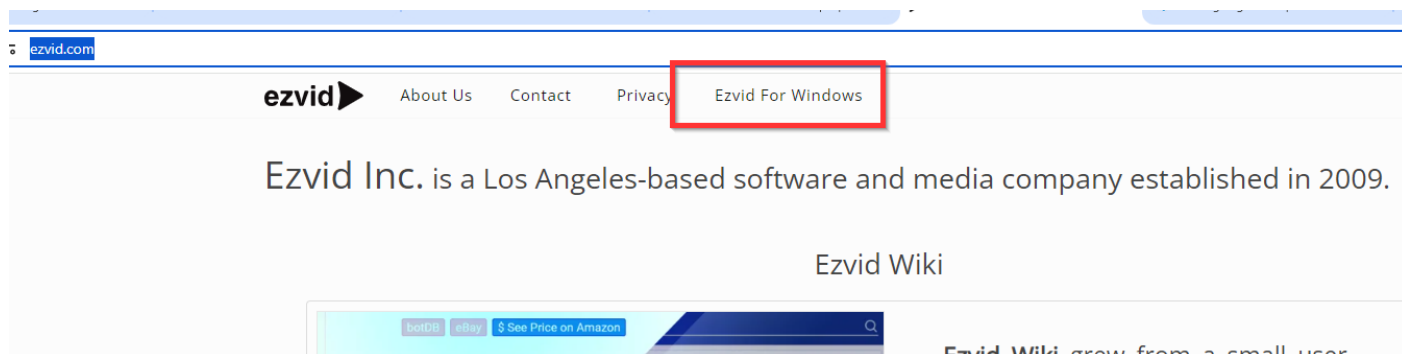 ezvid.com
ezvid About Us Contact Privacy Ezvid For Windows
Ezvid Inc. is a Los Angeles-based software and media company established in 2009.
Ezvid Wiki
botDB eBay $ See Price on Amazon
Ezvid Wiki grew from a small user